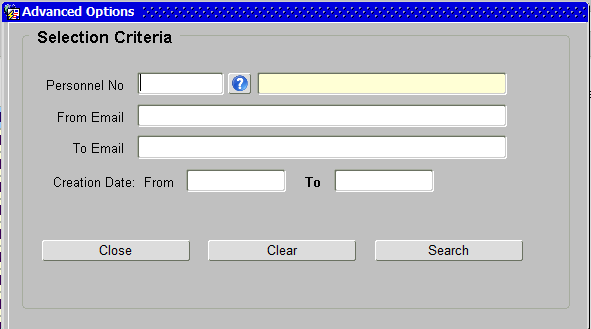 Advanced Options
Selection Criteria
Personnel No ?
From Email
To Email
Creation Date: From To
Close Clear Search